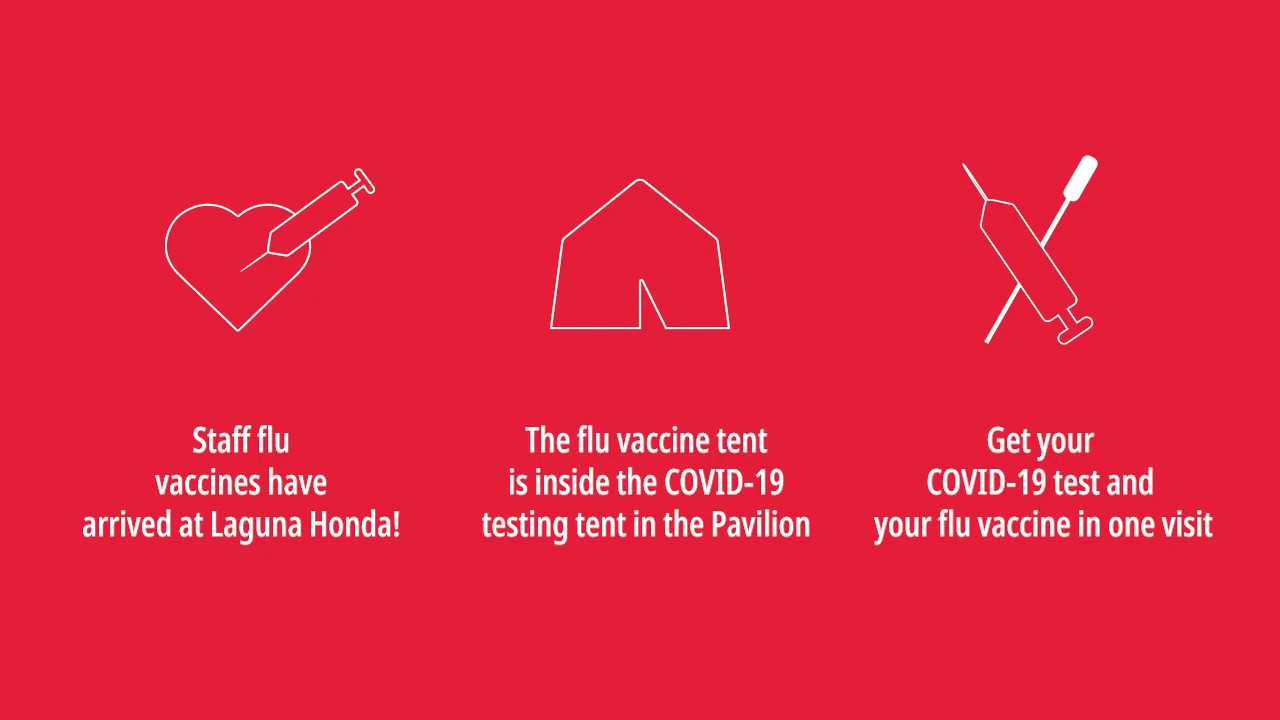 Staff flu
vaccines have
arrived at Laguna Honda!
The flu vaccine tent
is inside the COVID-19
testing tent in the Pavilion
Get your
COVID-19 test and
your flu vaccine in one visit